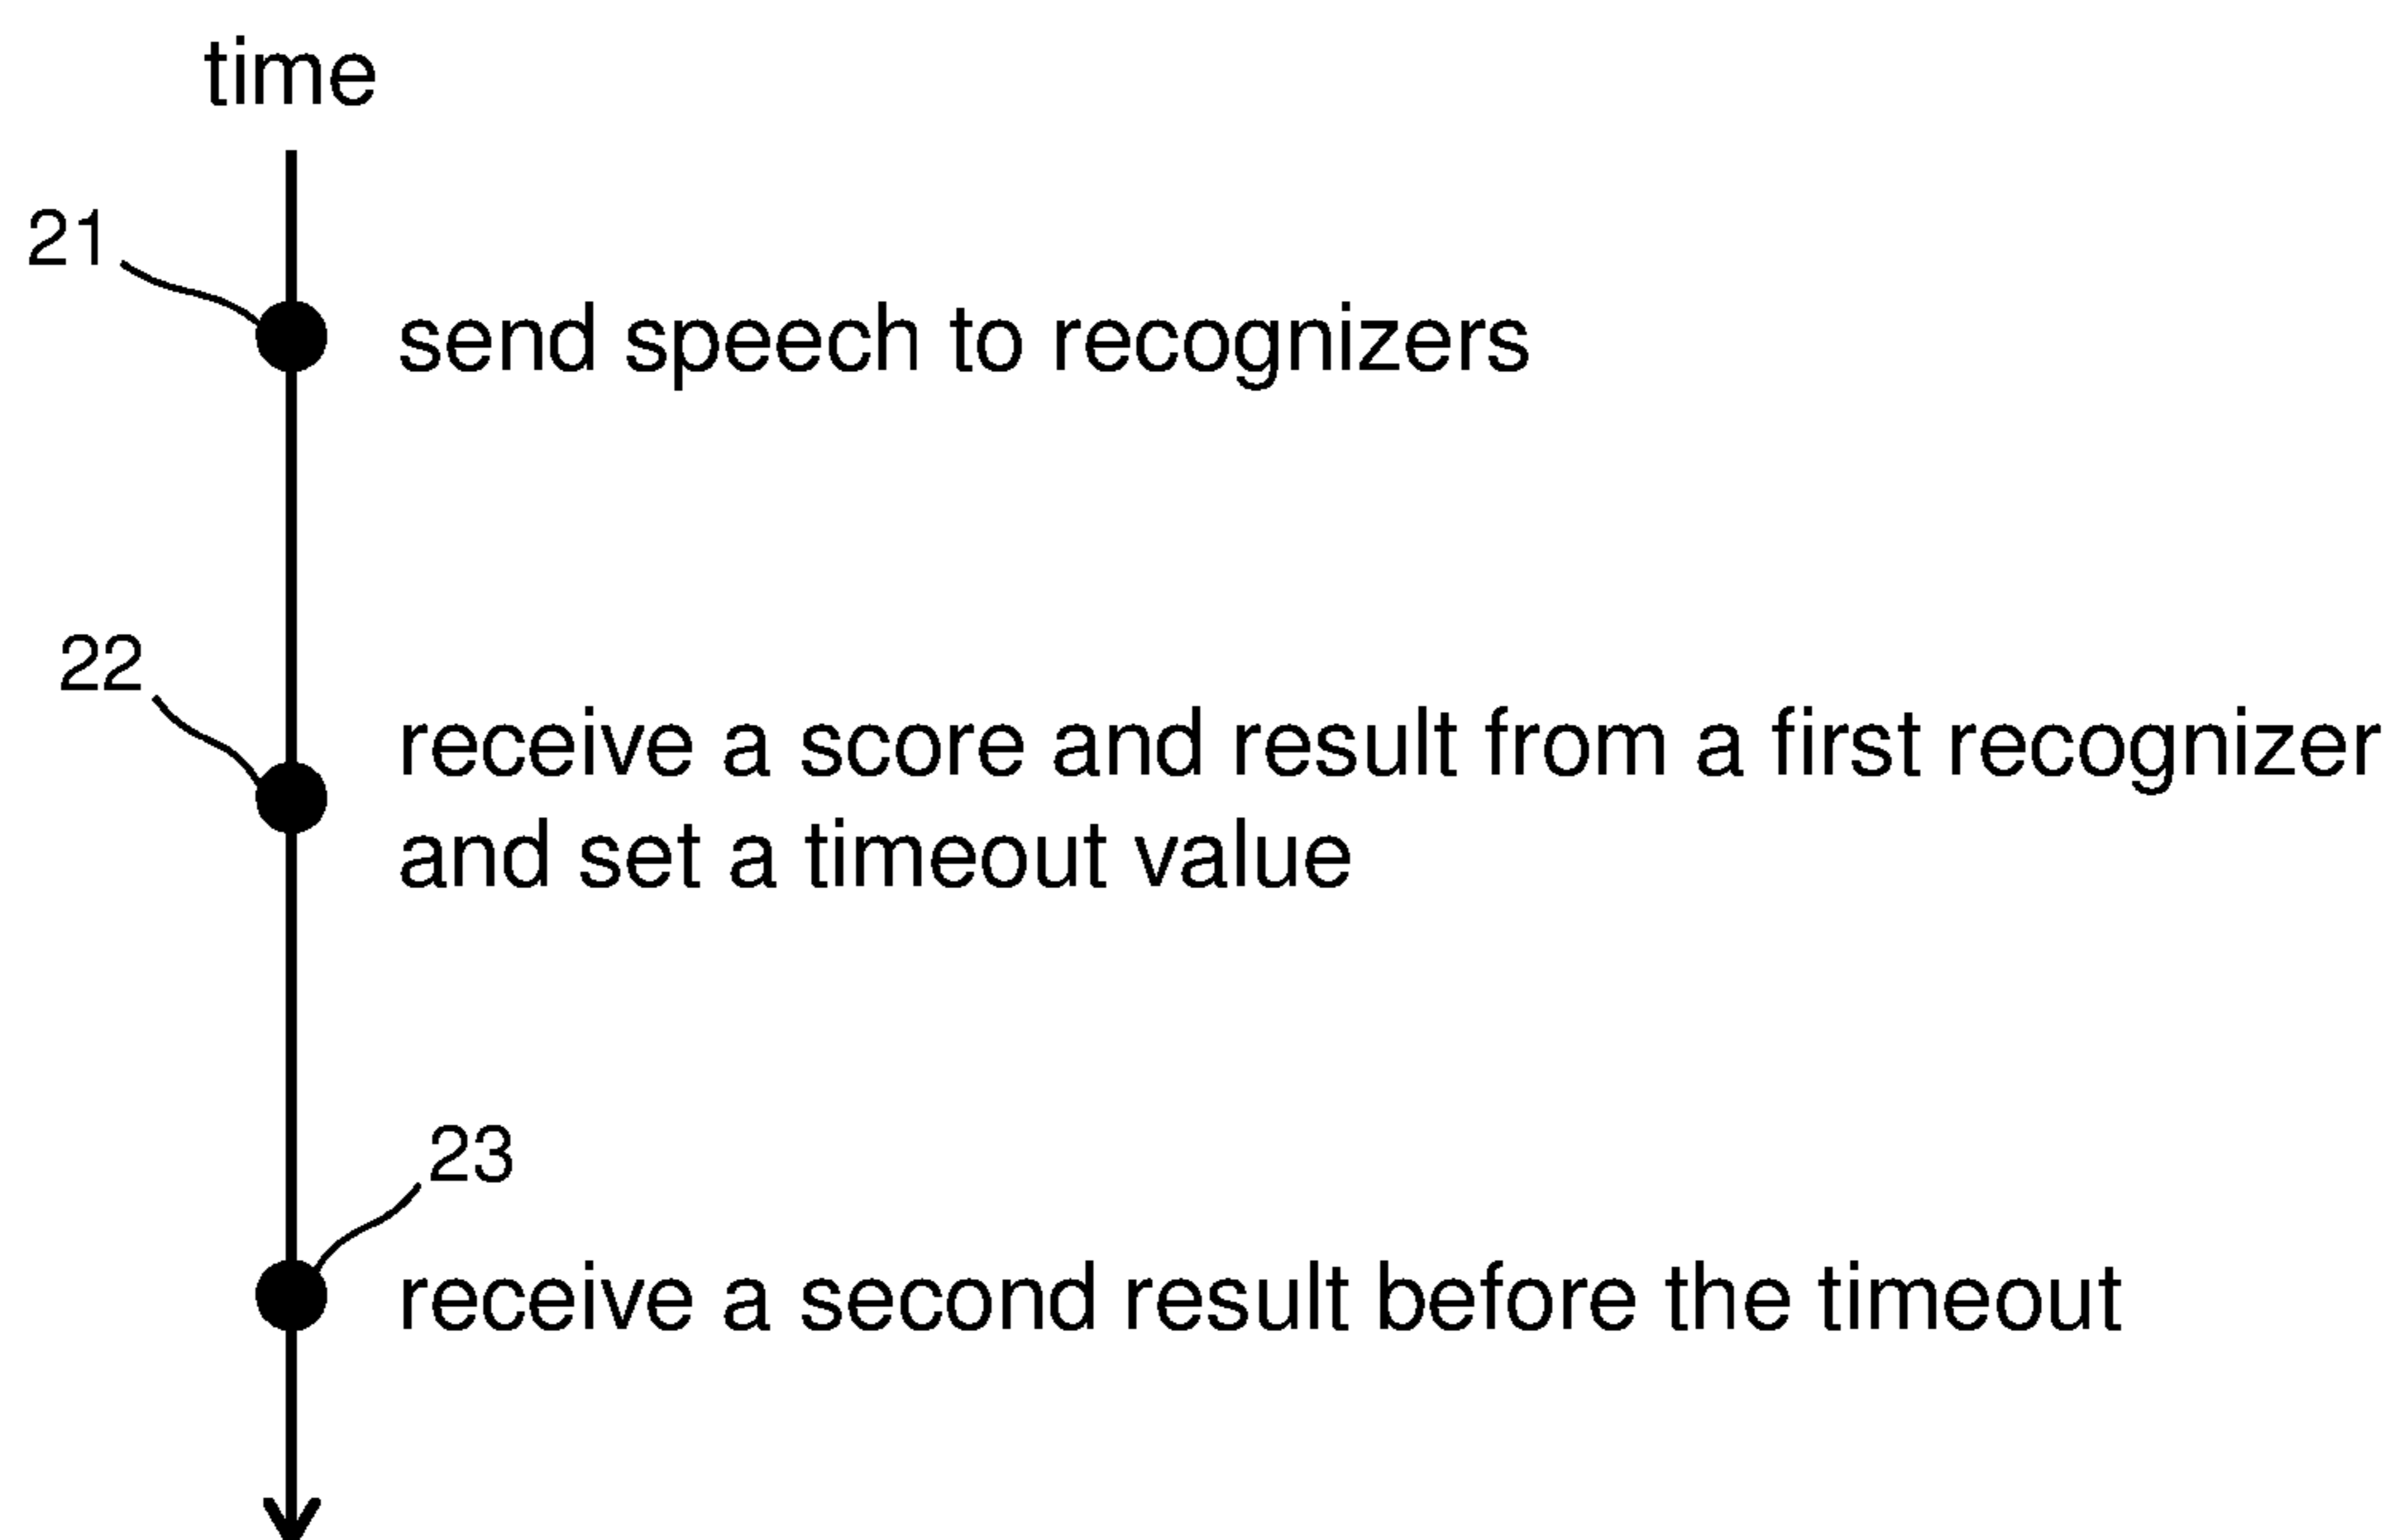 time
21
send speech to recognizers
22
receive a score and result from a first recognizer
and set a timeout value
23
receive a second result before the timeout